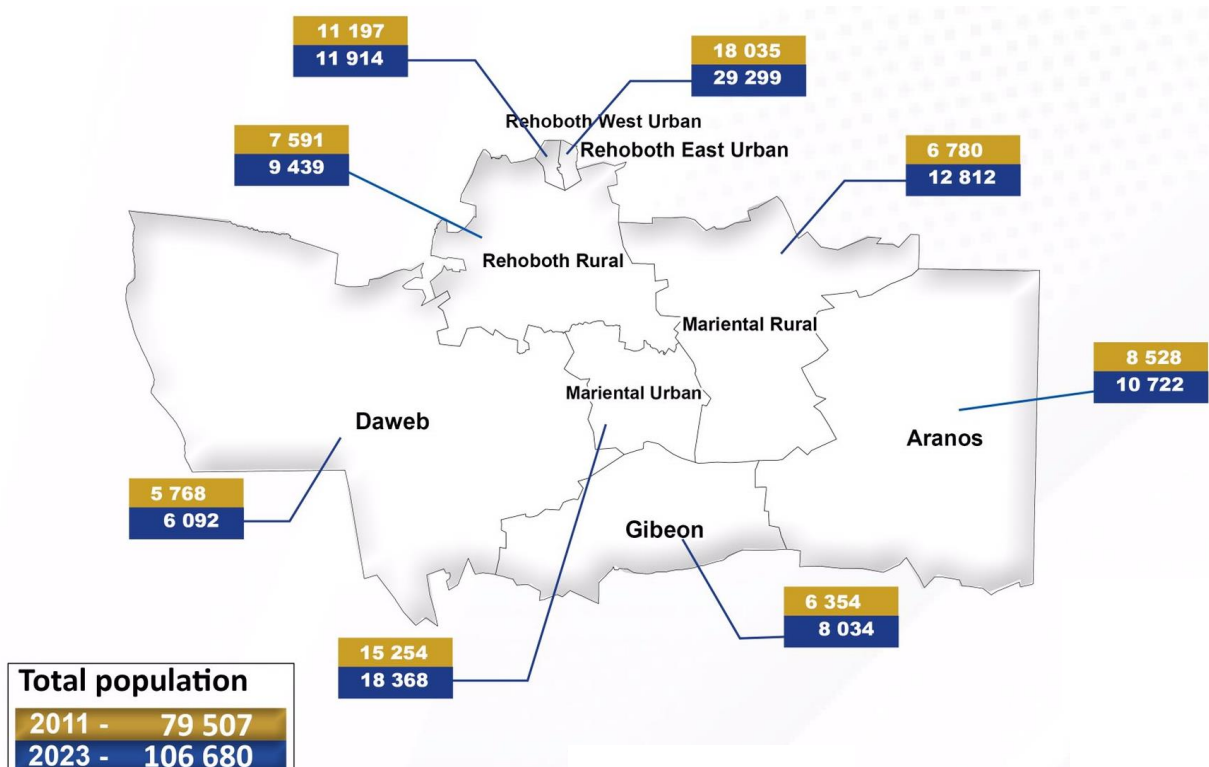 11 197
11 914
18 035
29 299
Rehoboth West Urban
Rehoboth East Urban
7 591
9 439
6 780
12 812
Rehoboth Rural
Mariental Rural
8 528
10 722
Mariental Urban
Daweb
Aranos
5 768
6 092
Gibeon
6 354
8 034
15 254
18 368
Total population
2011 - 79 507
2023 - 106 680